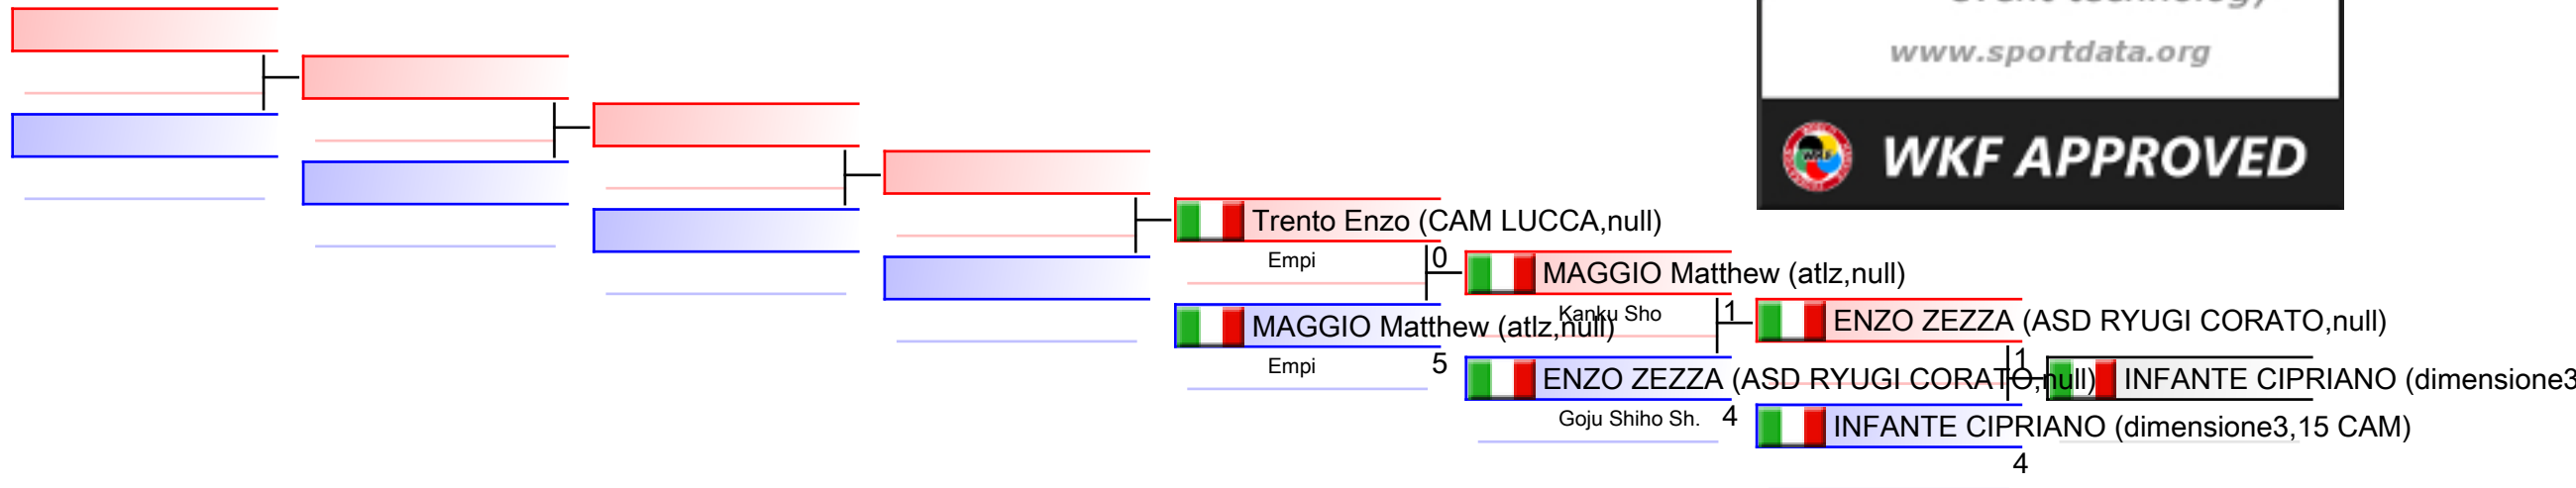 event technology
www.sportdata.org
WKF APPROVED
Trento Enzo (CAM LUCCA,null)
Empi
0
MAGGIO Matthew (atlz,null)
Kanku Sho
1
MAGGIO Matthew (atlz,null)
Empi
5
ENZO ZEZZA (ASD RYUGI CORATO,null)
1
ENZO ZEZZA (ASD RYUGI CORATO,null)
Goju Shiho Sh.
4
INFANTE CIPRIANO (dimensione3
INFANTE CIPRIANO (dimensione3,15 CAM)
4